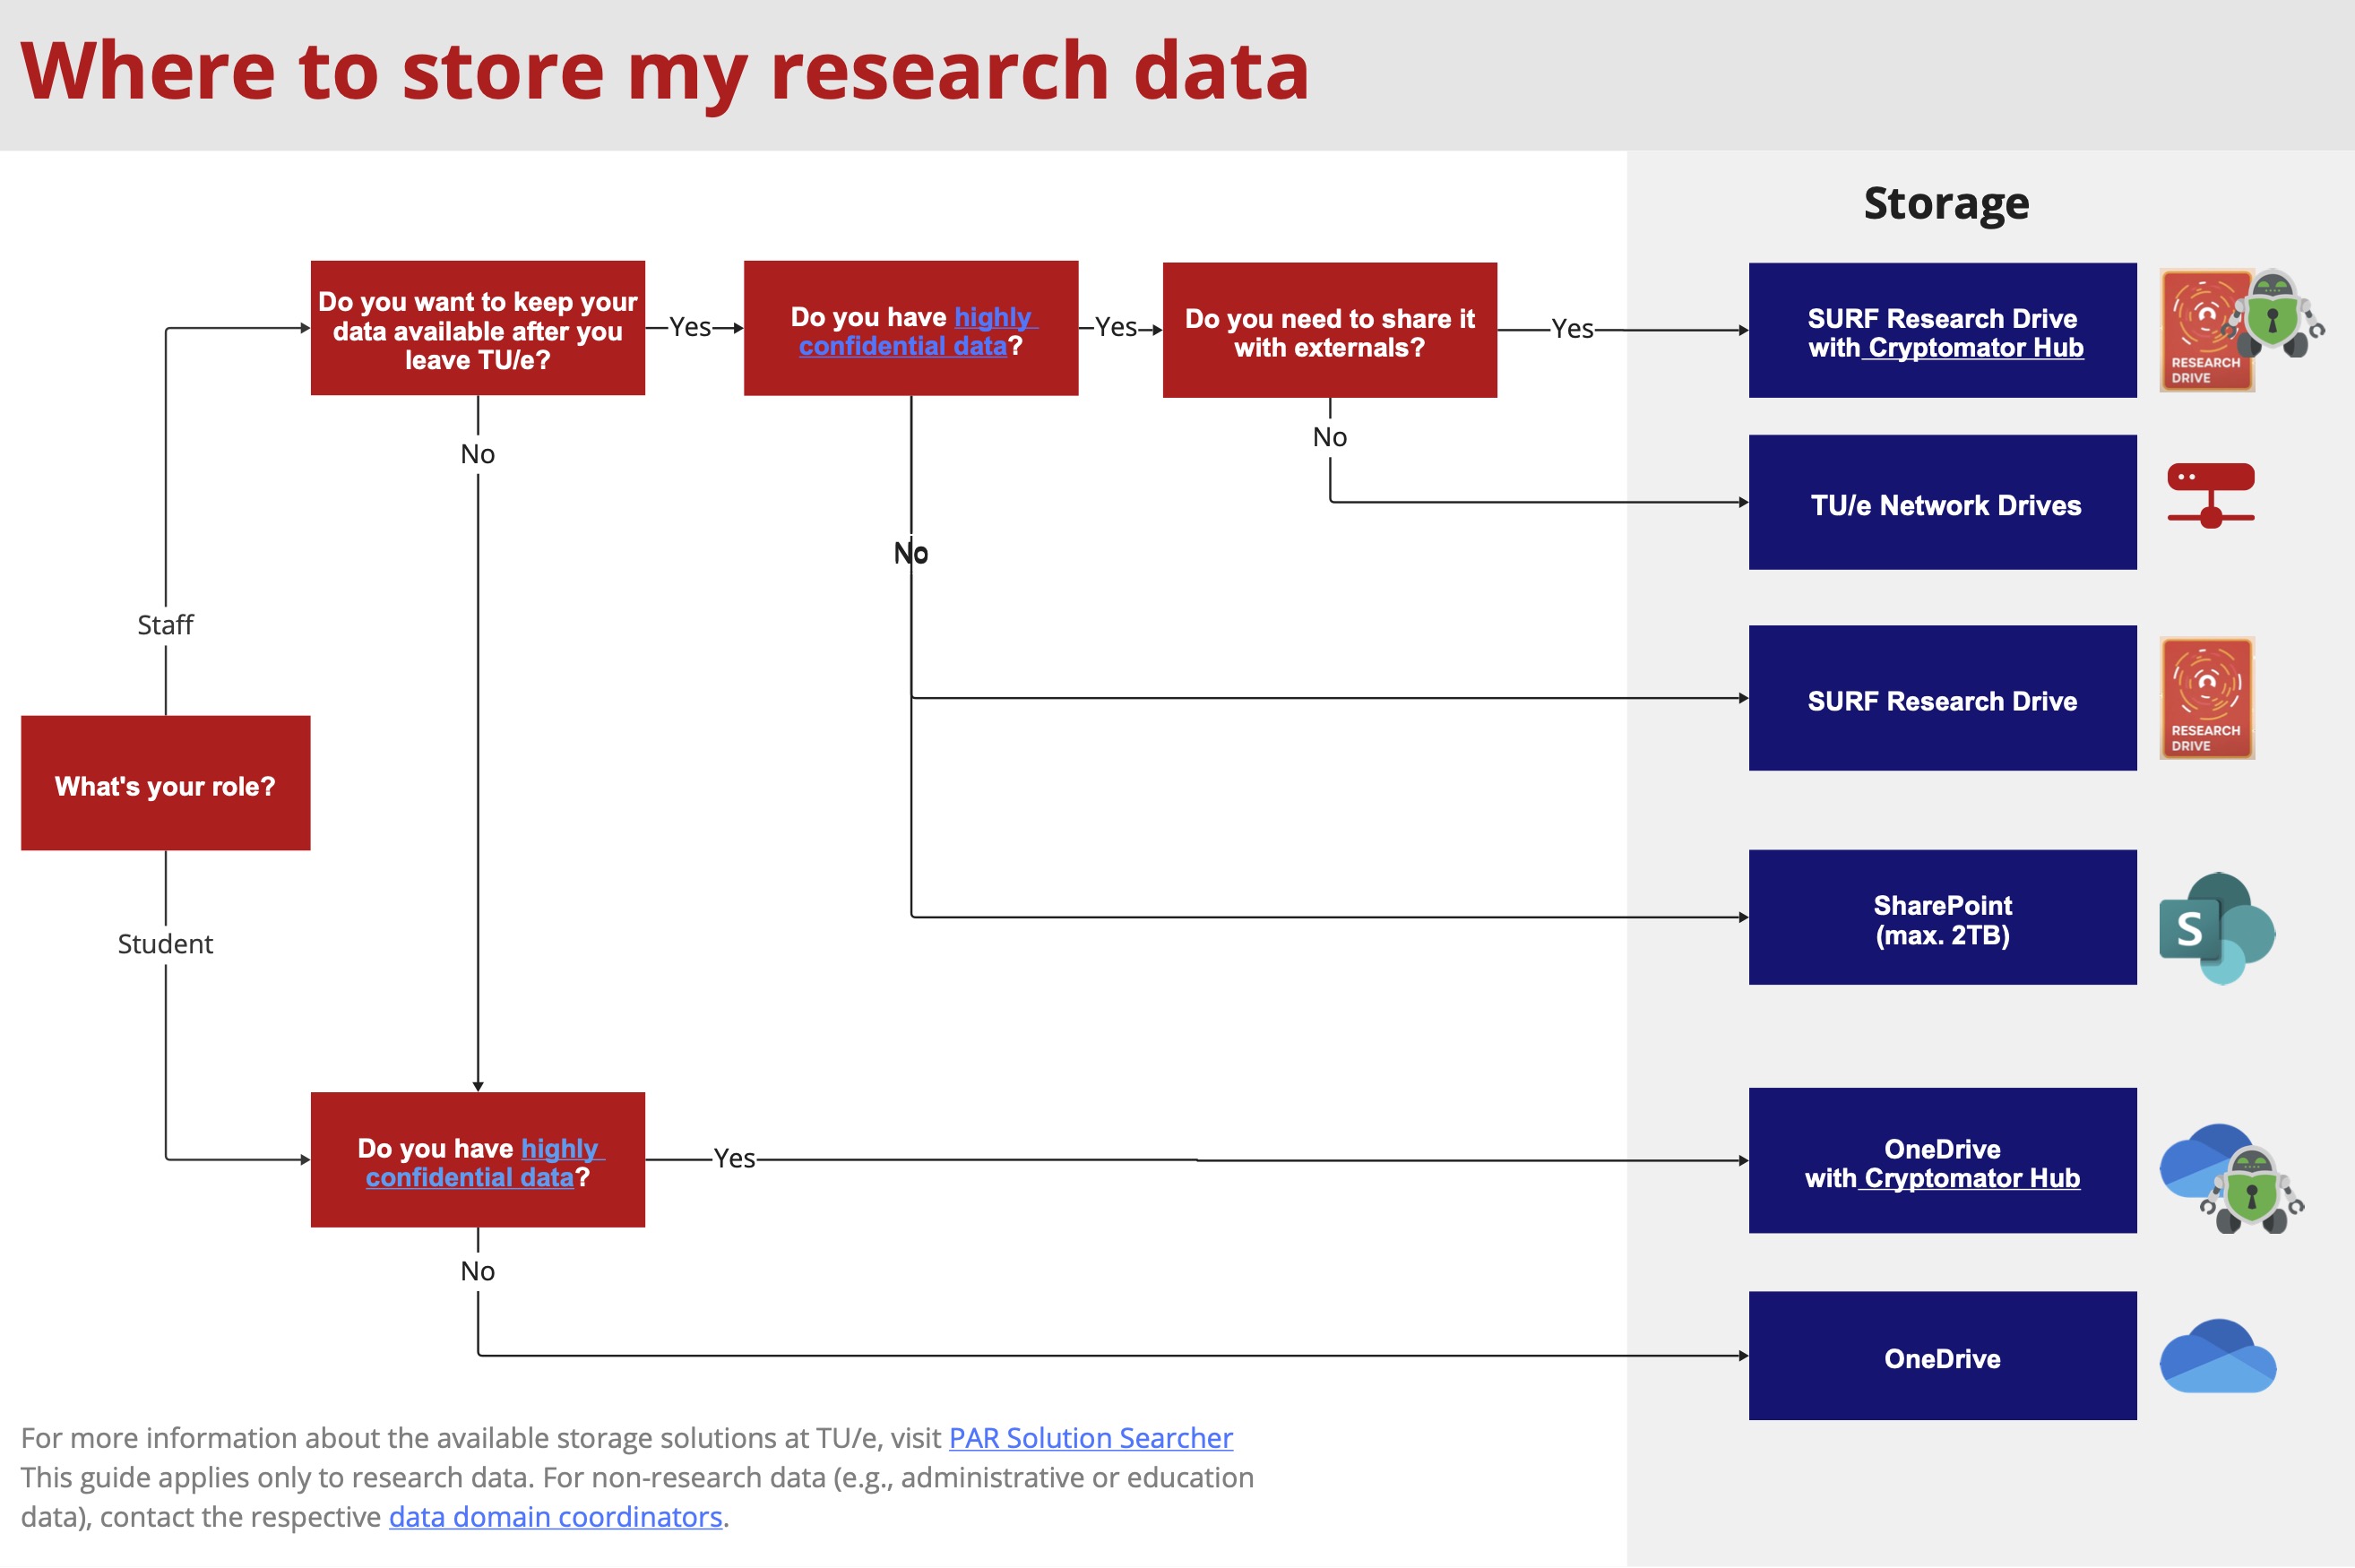 Where to store my research data
Storage
Do you want to keep your
data available after you
leave TU/e?
Yes
Do you have highly
confidential data?
Yes
Do you need to share it
with externals?
Yes
SURF Research Drive
with Cryptomator Hub
RESEARCH
DRIVE
No
No
TU/e Network Drives
No
Staff
SURF Research Drive
RESEARCH
DRIVE
What's your role?
SharePoint
(max. 2TB)
S
Student
Do you have highly
confidential data?
Yes
OneDrive
with Cryptomator Hub
No
OneDrive
For more information about the available storage solutions at TU/e, visit PAR Solution Searcher
This guide applies only to research data. For non-research data (e.g., administrative or education
data), contact the respective data domain coordinators.